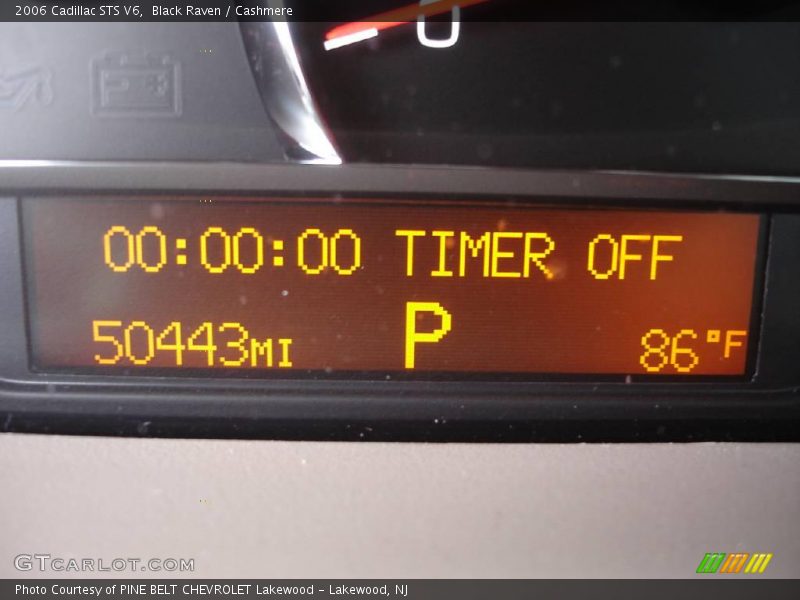 2006 Cadillac STS V6, Black Raven / Cashmere
0
00:00:00 TIMER OFF
50443MI P 86°F
GTCARLOT.COM
Photo Courtesy of PINE BELT CHEVROLET Lakewood - Lakewood, NJ